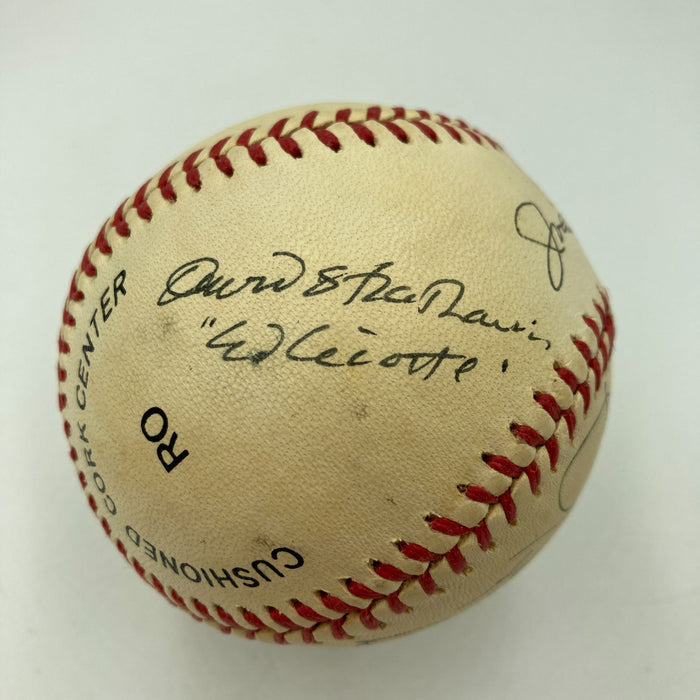 David Strathairn
"Ed Cicotte"
RO
CUSHIONED CORK CENTER